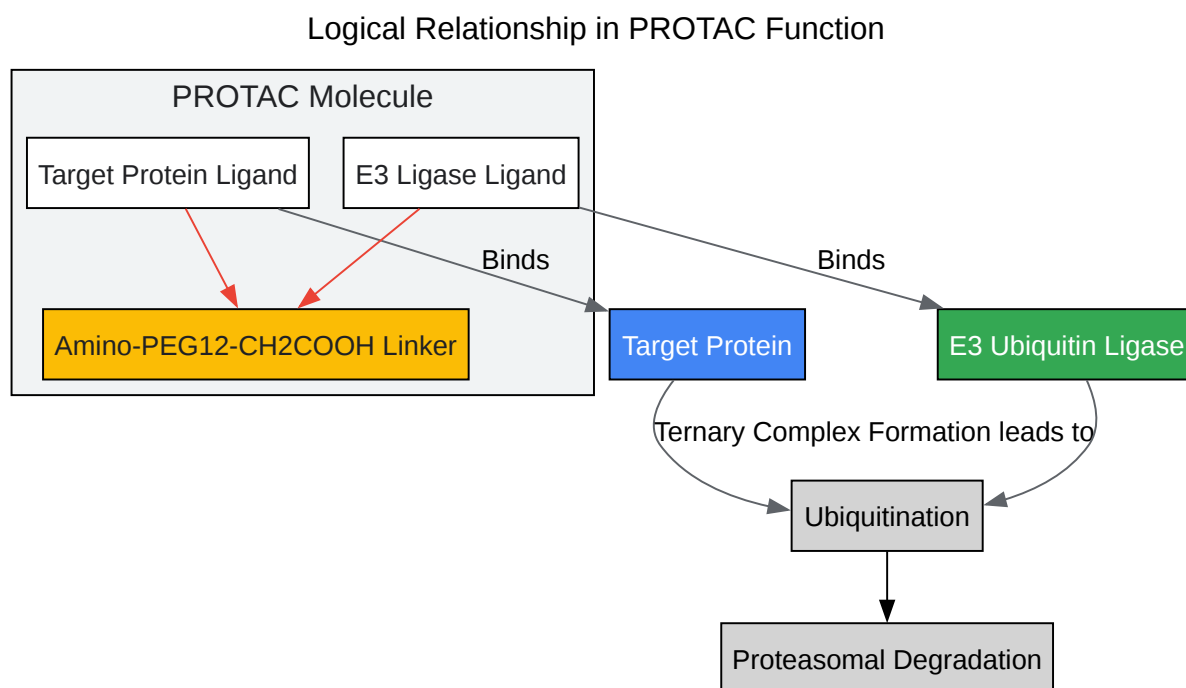 Logical Relationship in PROTAC Function
PROTAC Molecule
Target Protein Ligand
E3 Ligase Ligand
Binds
Binds
Amino-PEG12-CH2COOH Linker
Target Protein
E3 Ubiquitin Ligase
Ternary Complex Formation leads to
Ubiquitination
Proteasomal Degradation